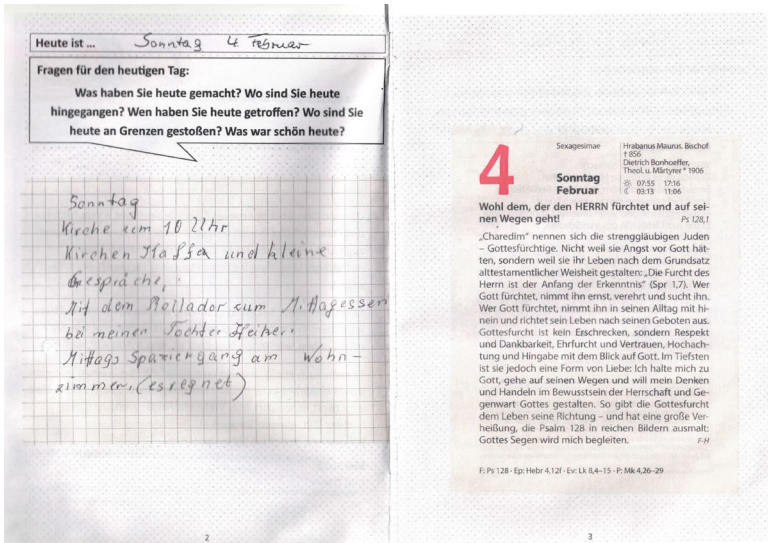 Heute ist ... Sonntag 4. Februar
Fragen für den heutigen Tag:
Was haben Sie heute gemacht? Wo sind Sie heute
hingegangen? Wen haben Sie heute getroffen? Wo sind Sie
heute an Grenzen gestoßen? Was war schön heute?
Sonntag
Kirche um 10 Uhr
Kirchen Kaffee und kleine
Gespräche,
Mit dem Rollador zum M.tagessen
bei meiner Tochter Heike.
Mittags Spaziergang am Wohn-
zimmer, (es regnet)
2
4
Sonntag
Februar
Sexagesimae
Hrabanus Maurus, Bischof
† 856
Dietrich Bonhoeffer,
Theol. u. Märtyrer * 1906
07:55 17:16
03:13 11:06
Wohl dem, der den HERRN fürchtet und auf sei-
nen Wegen geht! Ps 128,1
„Charedim“ nennen sich die strenggläubigen Juden
– Gottesfürchtige. Nicht weil sie Angst vor Gott hät-
ten, sondern weil sie ihr Leben nach dem Grundsatz
alttestamentlicher Weisheit gestalten: „Die Furcht des
Herrn ist der Anfang der Erkenntnis“ (Spr 1,7). Wer
Gott fürchtet, nimmt ihn ernst, verehrt und sucht ihn.
Wer Gott fürchtet, nimmt ihn in seinen Alltag mit hi-
nein und richtet sein Leben nach seinen Geboten aus.
Gottesfurcht ist kein Erschrecken, sondern Respekt
und Dankbarkeit, Ehrfurcht und Vertrauen, Hochach-
tung und Hingabe mit dem Blick auf Gott. Im Tiefsten
ist sie jedoch eine Form von Liebe: Ich halte mich zu
Gott, gehe auf seinen Wegen und will mein Denken
und Handeln im Bewusstsein der Herrschaft und Ge-
genwart Gottes gestalten. So gibt die Gottesfurcht
dem Leben seine Richtung – und hat eine große Ver-
heißung, die Psalm 128 in reichen Bildern ausmalt:
Gottes Segen wird mich begleiten. F-H
F: Ps 128 · Ep: Hebr 4,12f · Ev: Lk 8,4–15 · P: Mk 4,26–29
3